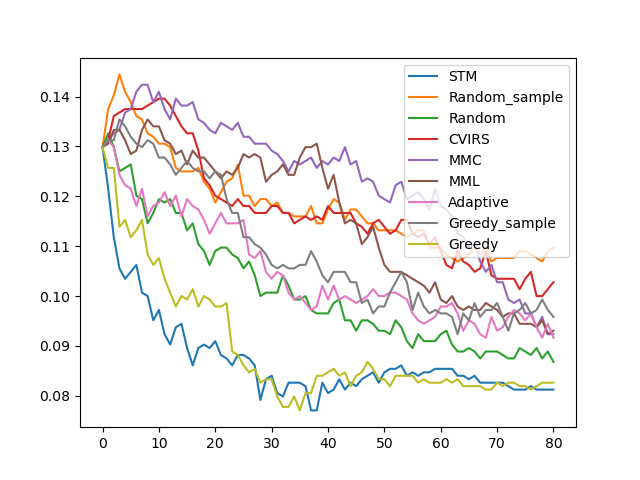 0.14
0.13
0.12
0.11
0.10
0.09
0.08
0
10
20
30
40
50
60
70
80
STM
Random_sample
Random
CVIRS
MMC
MML
Adaptive
Greedy_sample
Greedy